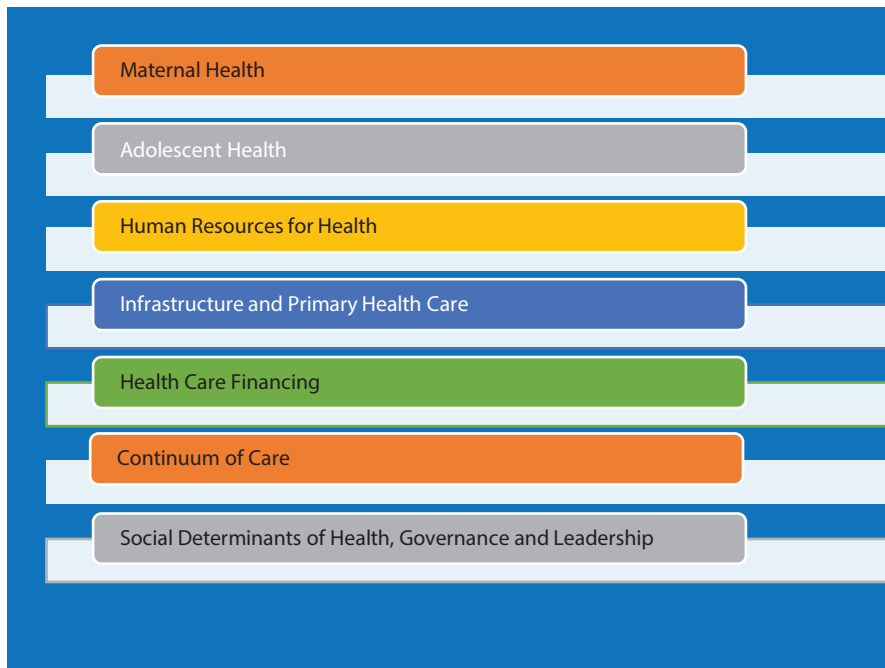 Maternal Health
Adolescent Health
Human Resources for Health
Infrastructure and Primary Health Care
Health Care Financing
Continuum of Care
Social Determinants of Health, Governance and Leadership